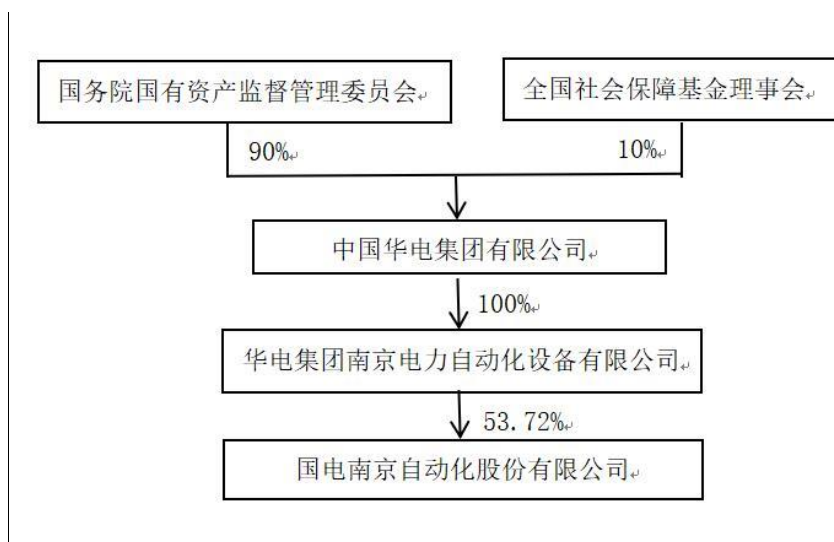 国务院国有资产监督管理委员会
全国社会保障基金理事会
90%
10%
中国华电集团有限公司
100%
华电集团南京电力自动化设备有限公司
53.72%
国电南京自动化股份有限公司